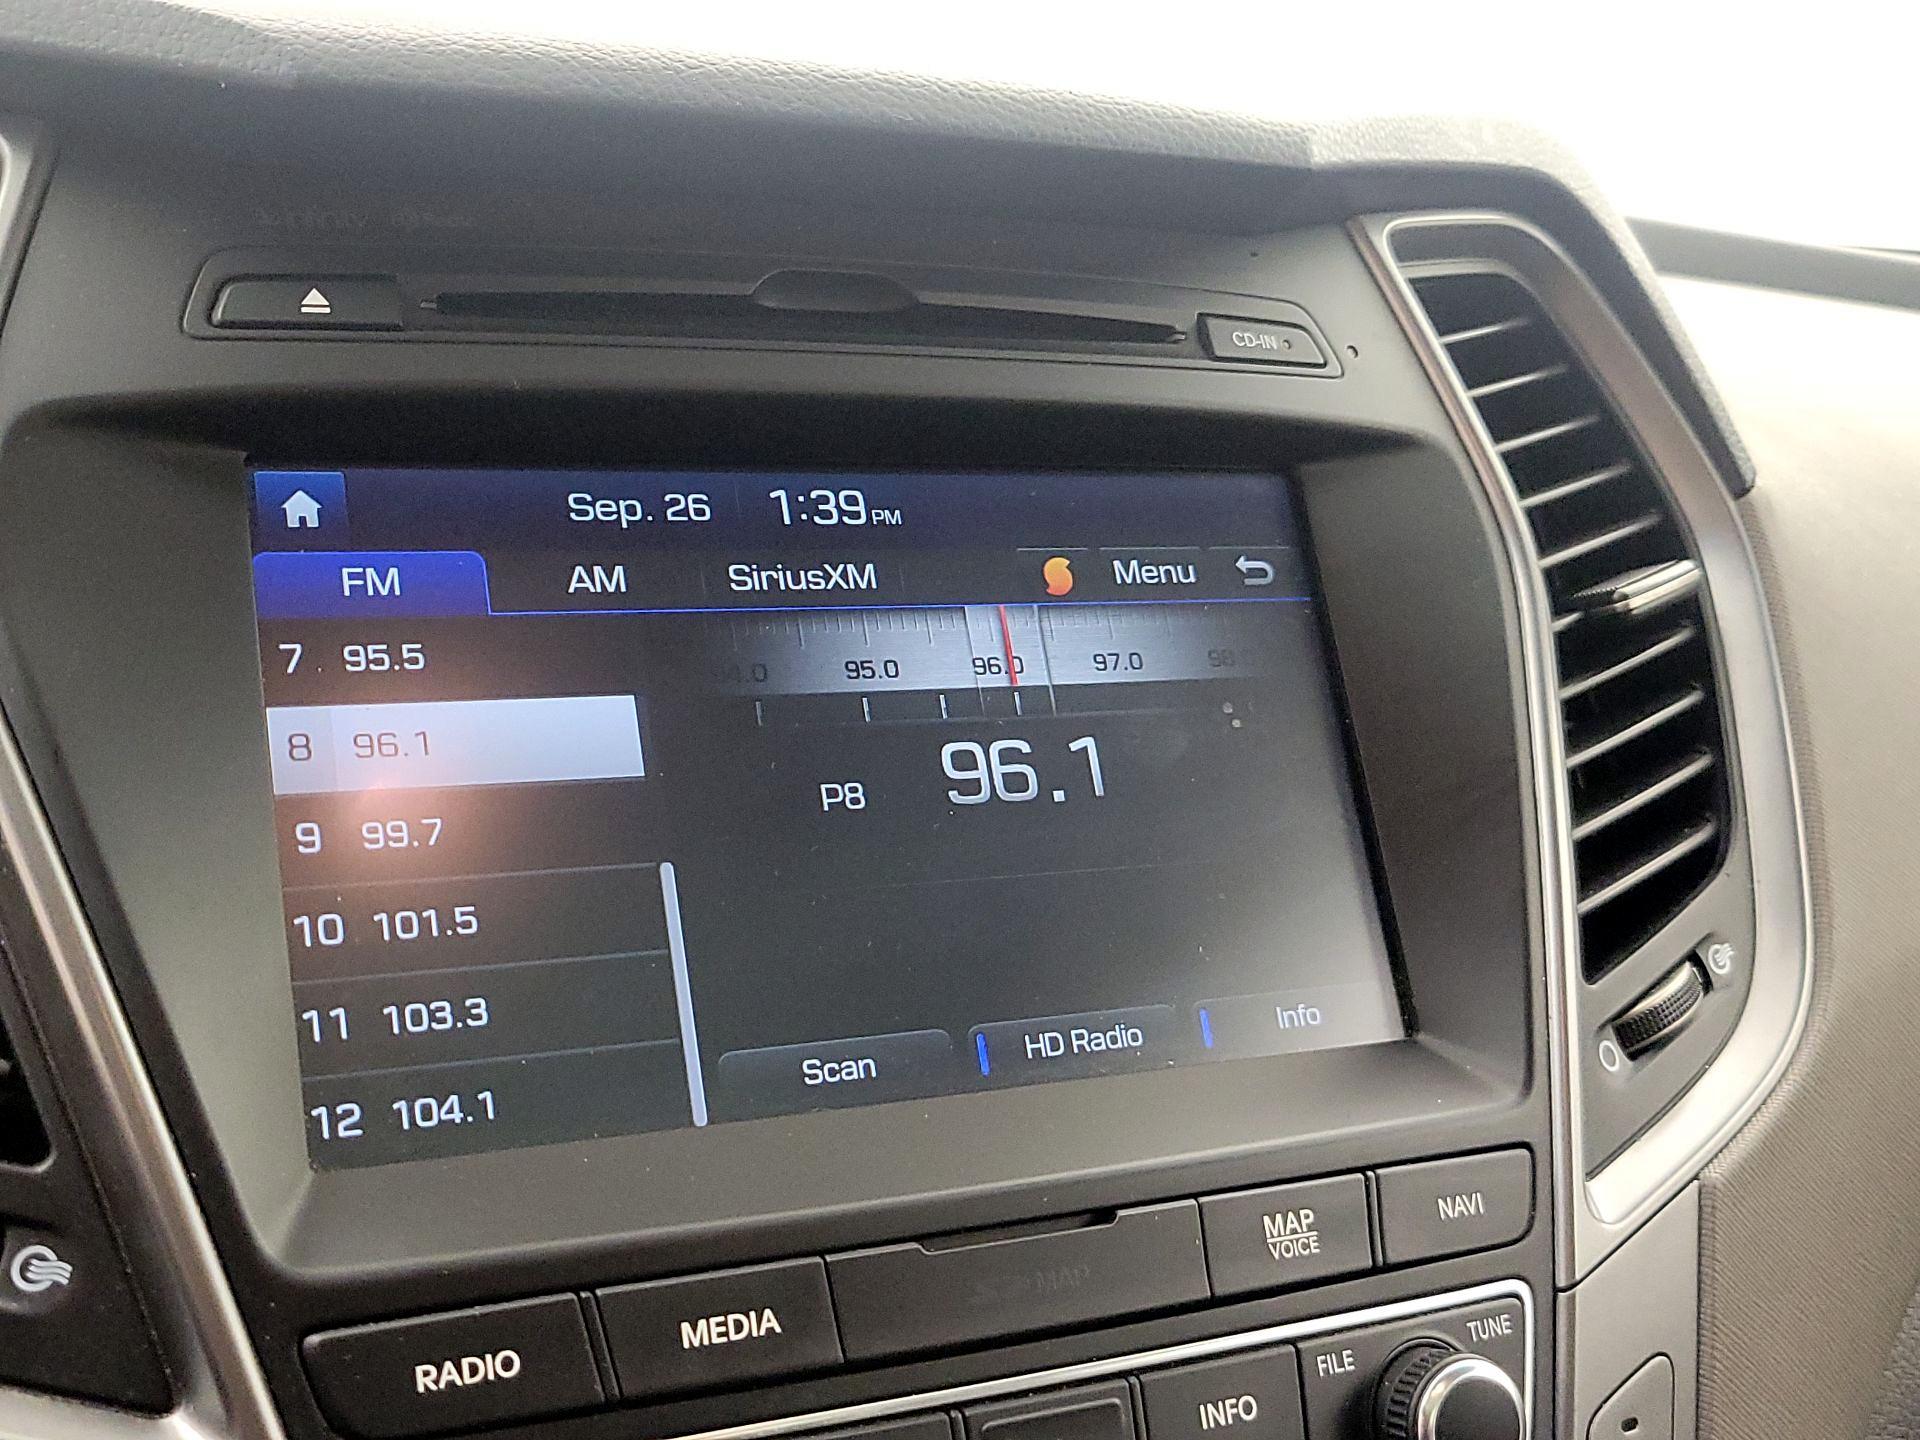 CD-IN
Sep. 26 1:39 PM
FM AM SiriusXM Menu
95.0 96.0 97.0 98.0
7 95.5
8 96.1
9 99.7
10 101.5
11 103.3
12 104.1
P8 96.1
Scan HD Radio Info
RADIO MEDIA MAP VOICE NAVI
INFO FILE TUNE